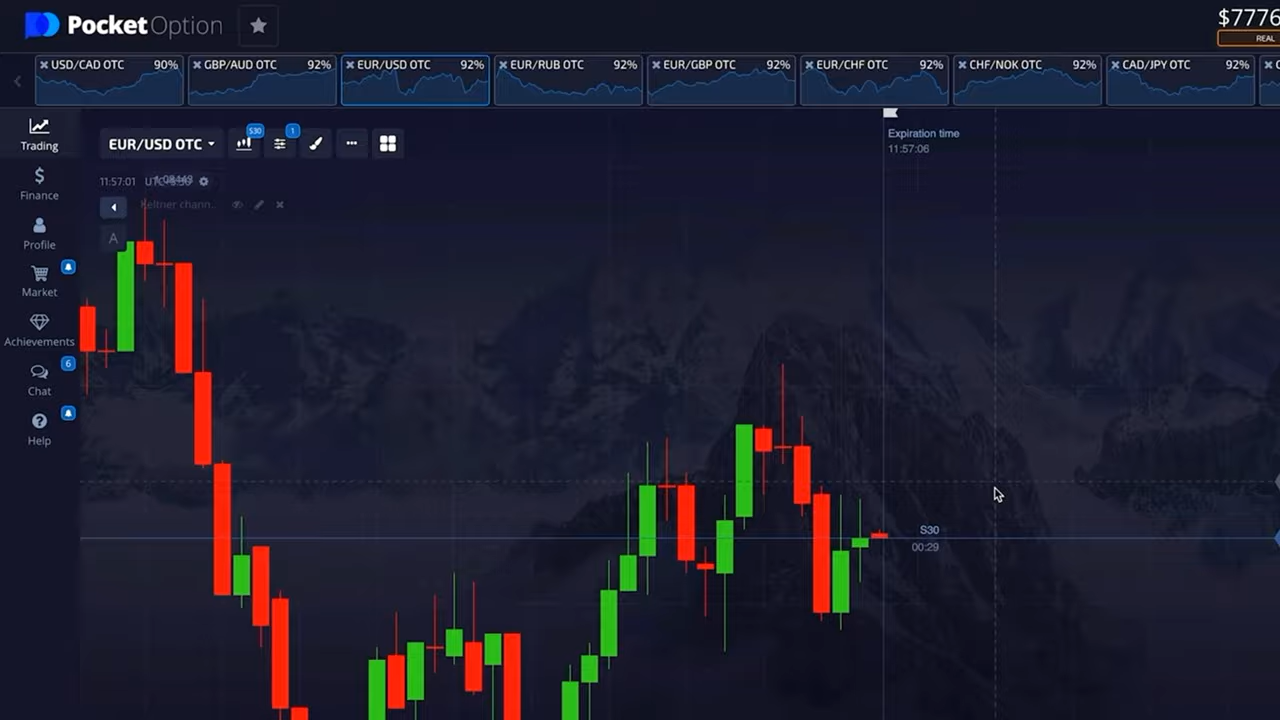 PocketOption
$7776
REAL
USD/CAD OTC 90%
GBP/AUD OTC 92%
EUR/USD OTC 92%
EUR/RUB OTC 92%
EUR/GBP OTC 92%
EUR/CHF OTC 92%
CHF/NOK OTC 92%
CAD/JPY OTC 92%
Trading
Finance
Profile
Market
Achievements
6
Chat
Help
EUR/USD OTC
S30
1
Expiration time
11:57:06
11:57:01
Keltner chann..
A
S30
00:29